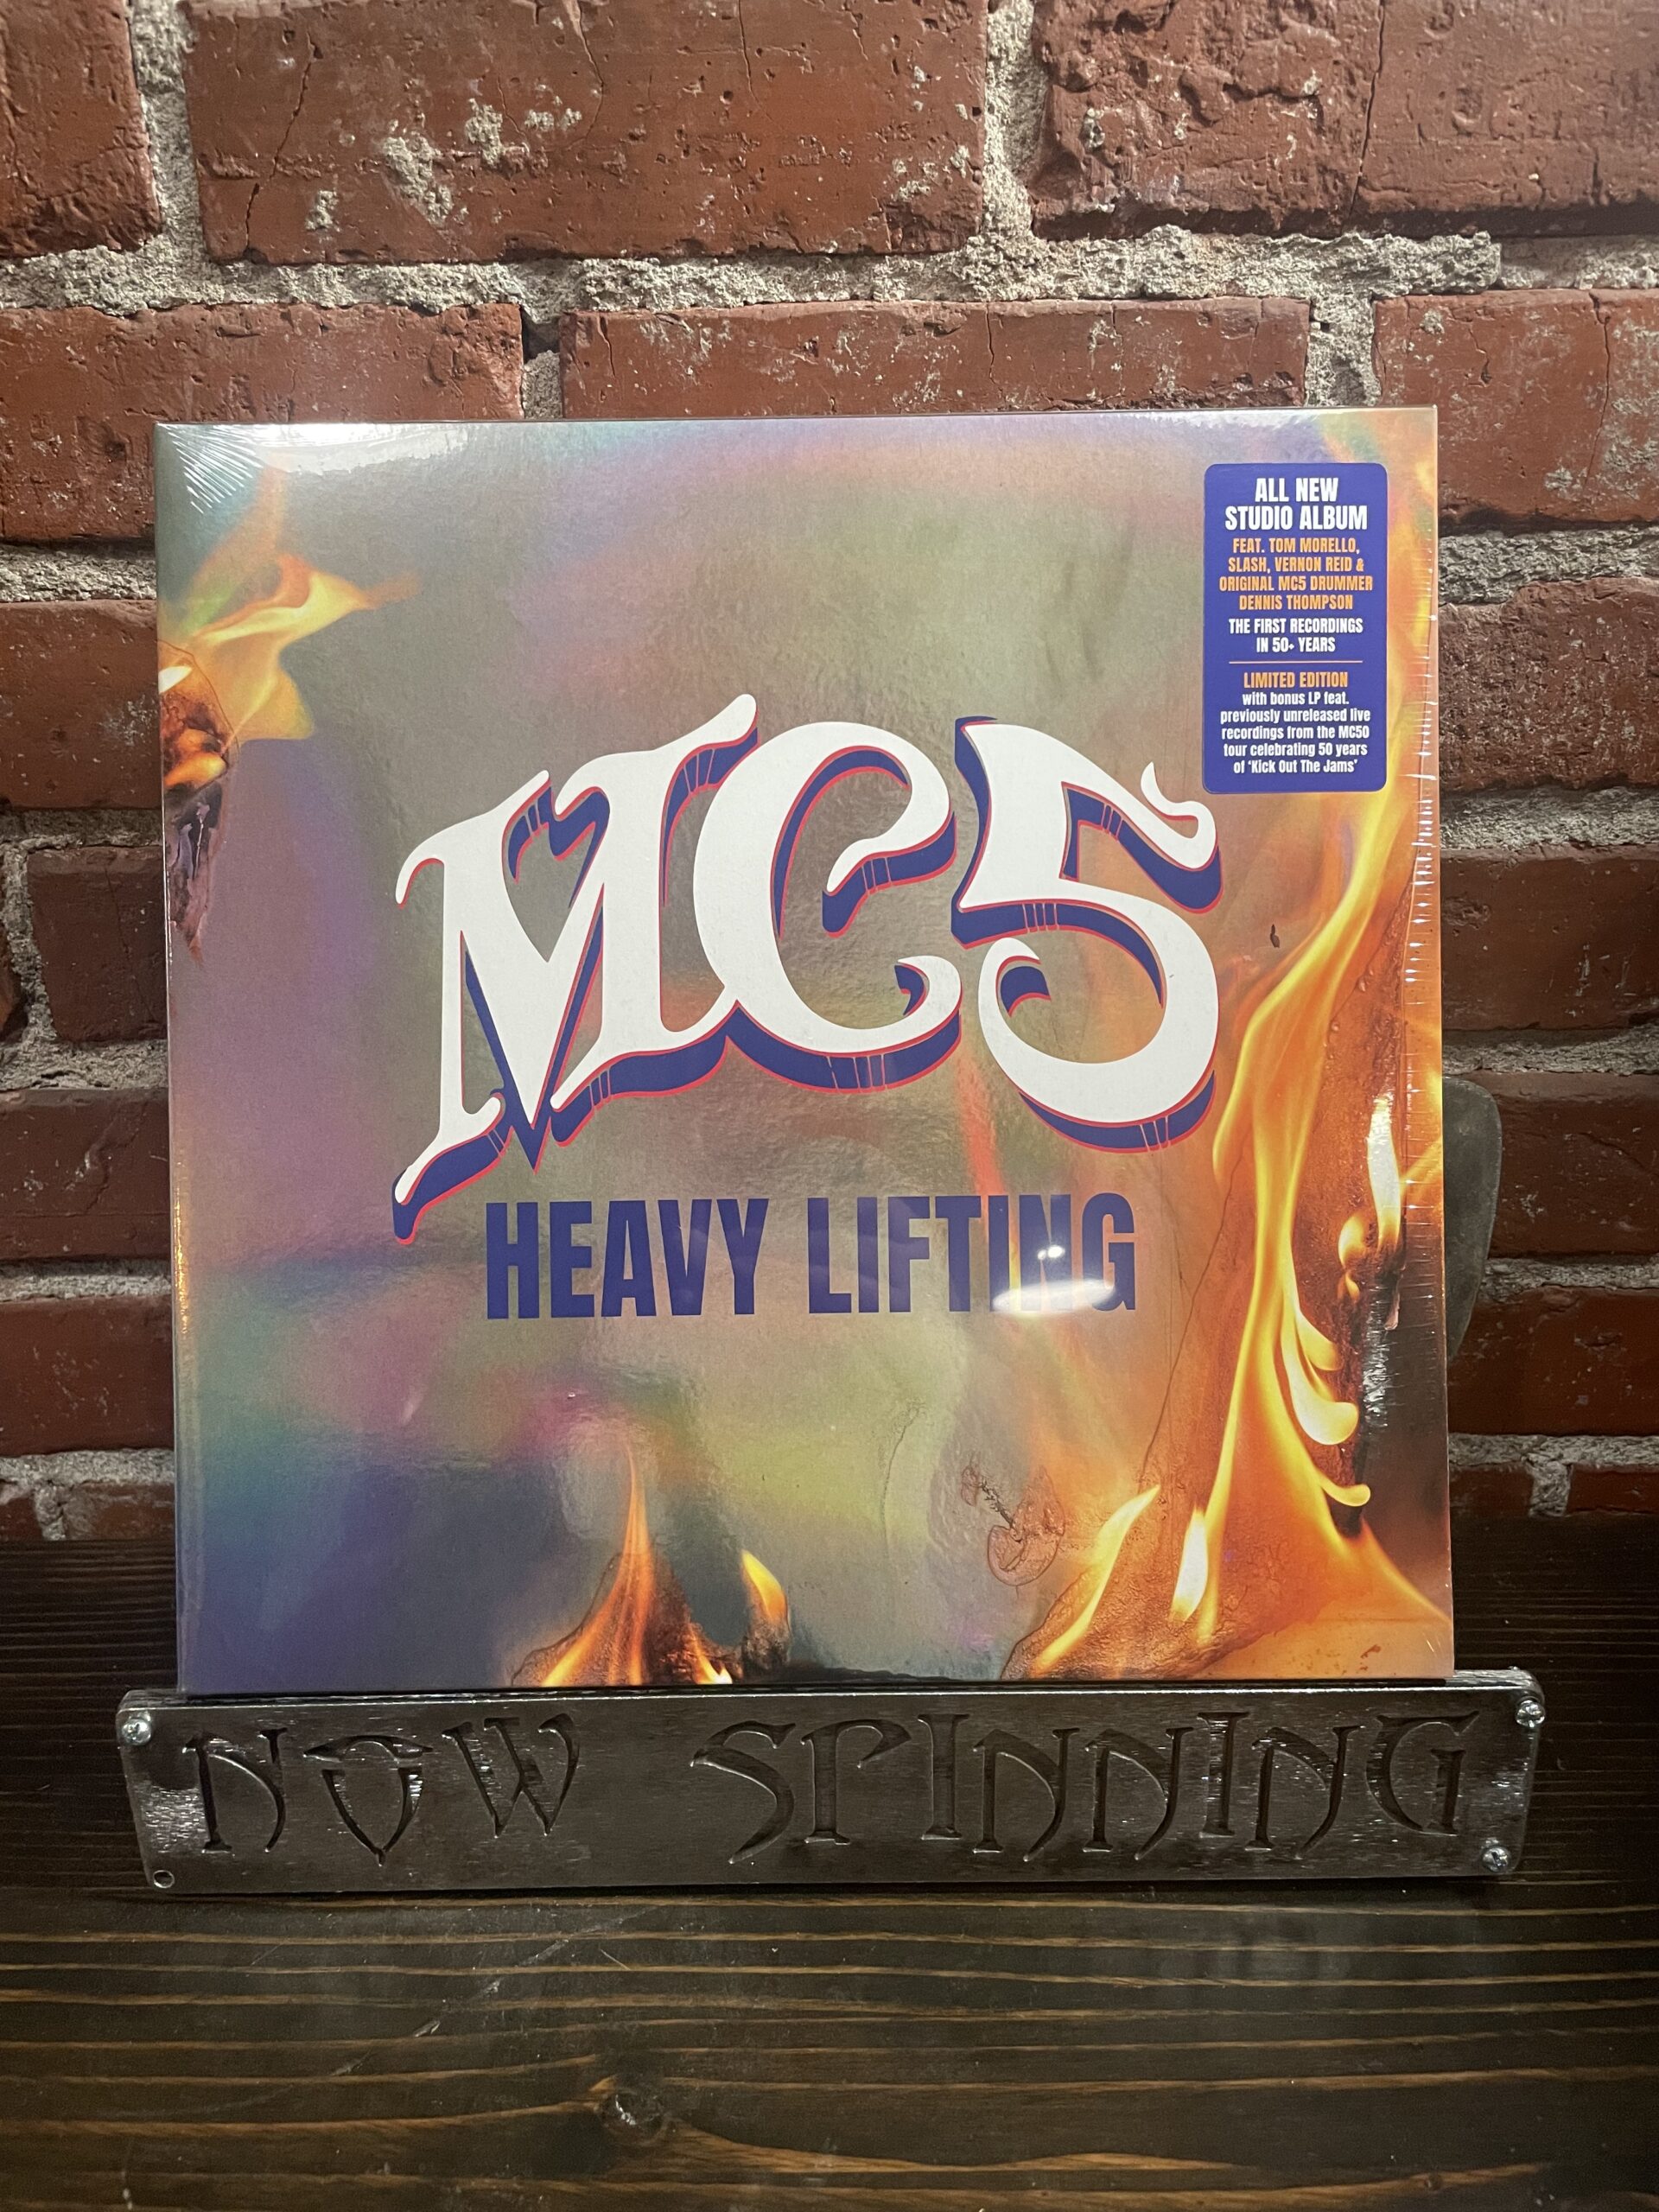 ALL NEW
STUDIO ALBUM
FEAT. TOM MORELLO,
SLASH, VERNON REID &
ORIGINAL MC5 DRUMMER
DENNIS THOMPSON
THE FIRST RECORDINGS
IN 50+ YEARS
LIMITED EDITION
with bonus LP feat.
previously unreleased live
recordings from the MC50
tour celebrating 50 years
of ‘Kick Out The Jams’
MC5
HEAVY LIFTING
NOW SPINNING